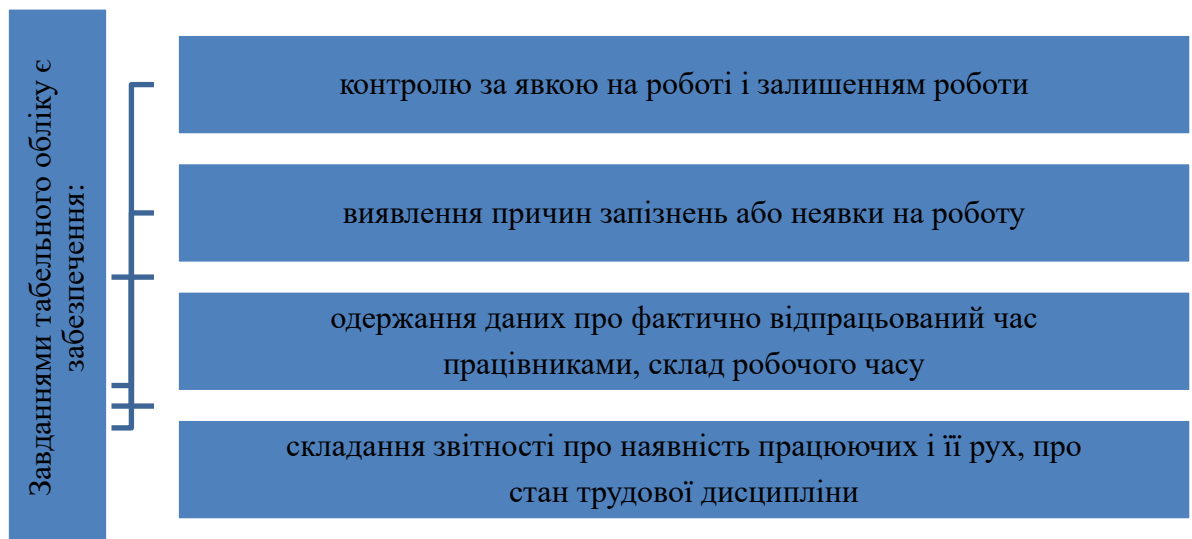 Завданнями табельного обліку є
забезпечення:
контролю за явкою на роботі і залишенням роботи
виявлення причин запізнень або неявки на роботу
одержання даних про фактично відпрацьований час
працівниками, склад робочого часу
складання звітності про наявність працюючих і її рух, про
стан трудової дисципліни